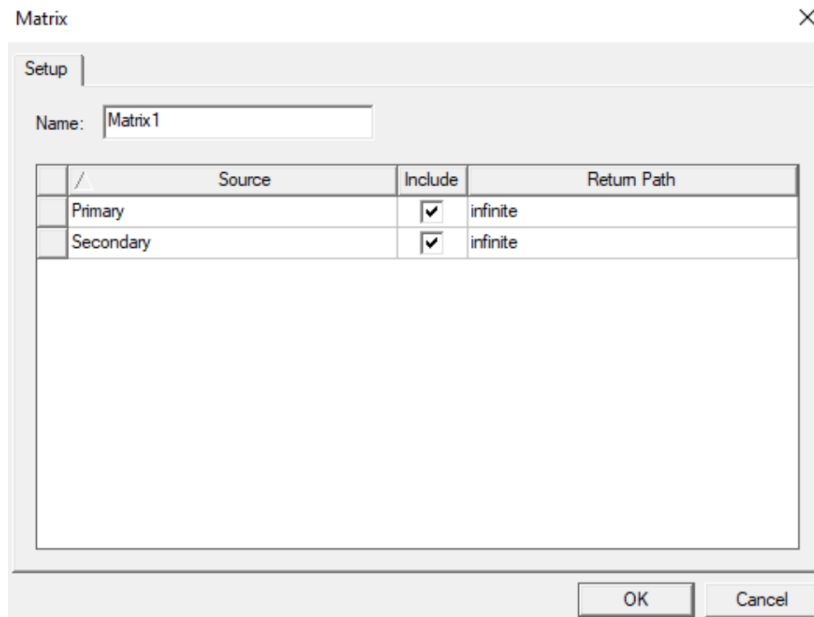 Matrix
Setup
Name: Matrix1
Source Include Return Path
Primary infinite
Secondary infinite
OK Cancel